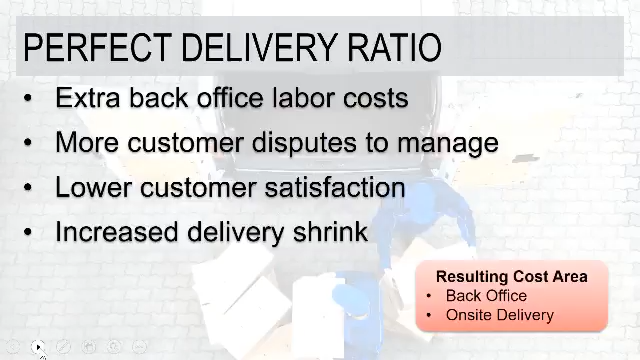 PERFECT DELIVERY RATIO
• Extra back office labor costs
• More customer disputes to manage
• Lower customer satisfaction
• Increased delivery shrink
Resulting Cost Area
• Back Office
• Onsite Delivery